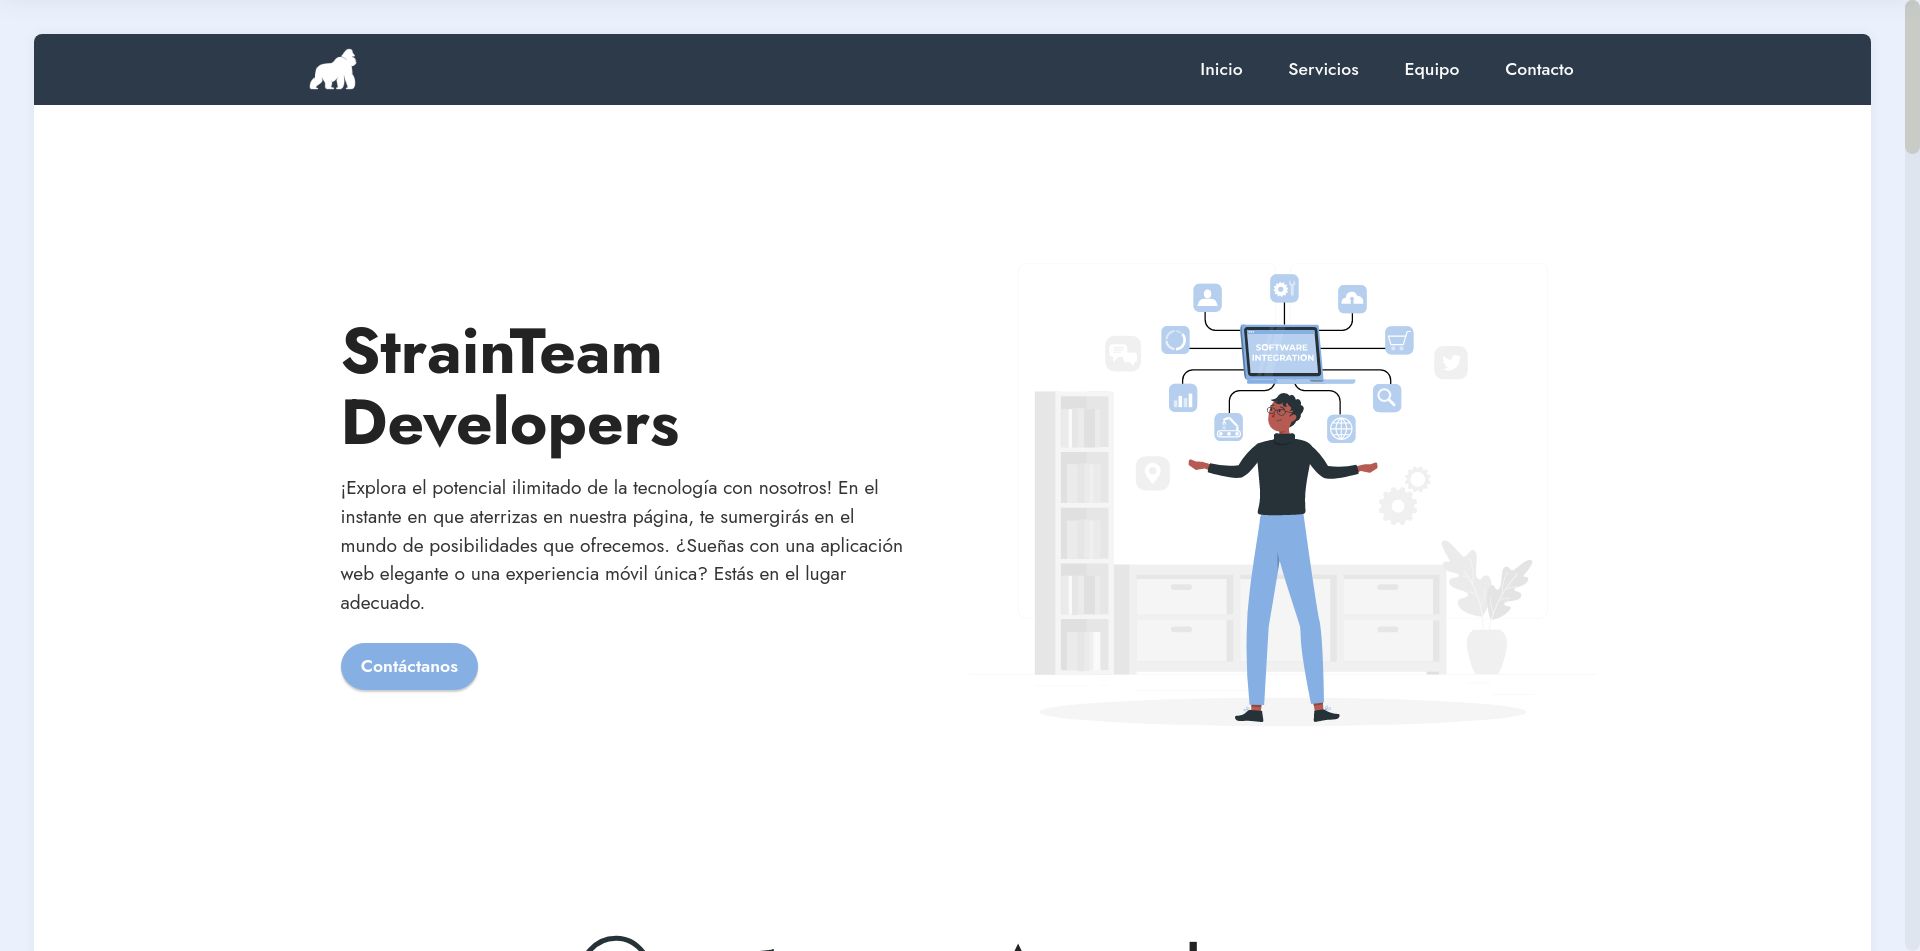 Inicio Servicios Equipo Contacto
StrainTeam
Developers
¡Explora el potencial ilimitado de la tecnología con nosotros! En el
instante en que aterrizas en nuestra página, te sumergirás en el
mundo de posibilidades que ofrecemos. ¿Sueñas con una aplicación
web elegante o una experiencia móvil única? Estás en el lugar
adecuado.
Contáctanos
SOFTWARE
INTEGRATION